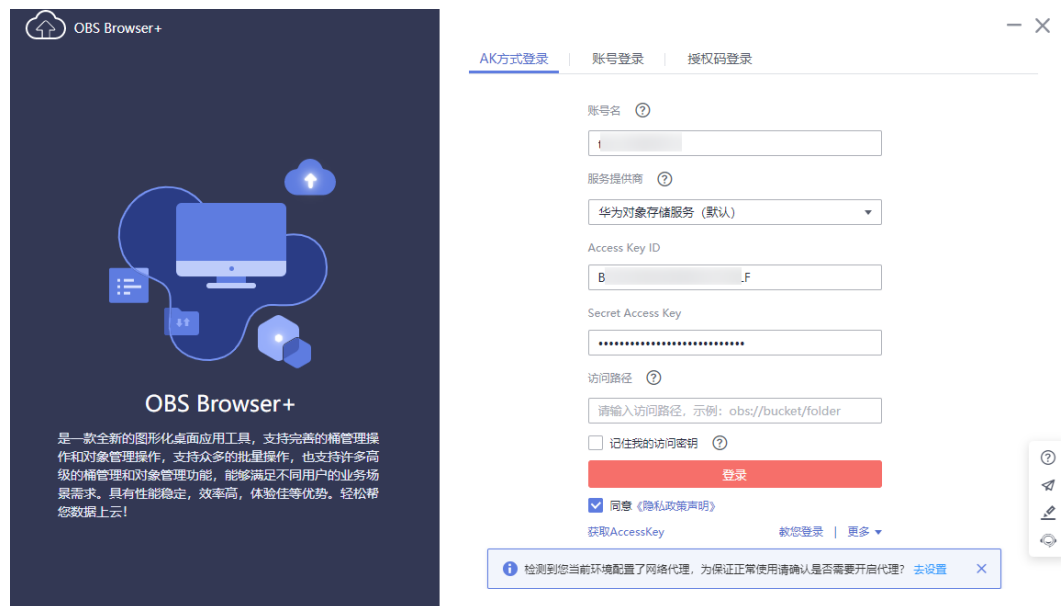 OBS Browser+
AK方式登录 账号登录 授权码登录
账号名
服务提供商
华为对象存储服务（默认）
Access Key ID
B
F
Secret Access Key
访问路径
请输入访问路径，示例：obs://bucket/folder
记住我的访问密钥
登录
同意《隐私政策声明》
获取AccessKey 教您登录 | 更多
检测到您当前环境配置了网络代理，为保证正常使用请确认是否需要开启代理？ 去设置
OBS Browser+
是一款全新的图形化桌面应用工具，支持完善的桶管理操
作和对象管理操作，支持众多的批量操作，也支持许多高
级的桶管理和对象管理功能，能够满足不同用户的业务场
景需求。具有性能稳定，效率高，体验佳等优势。轻松帮
您数据上云！